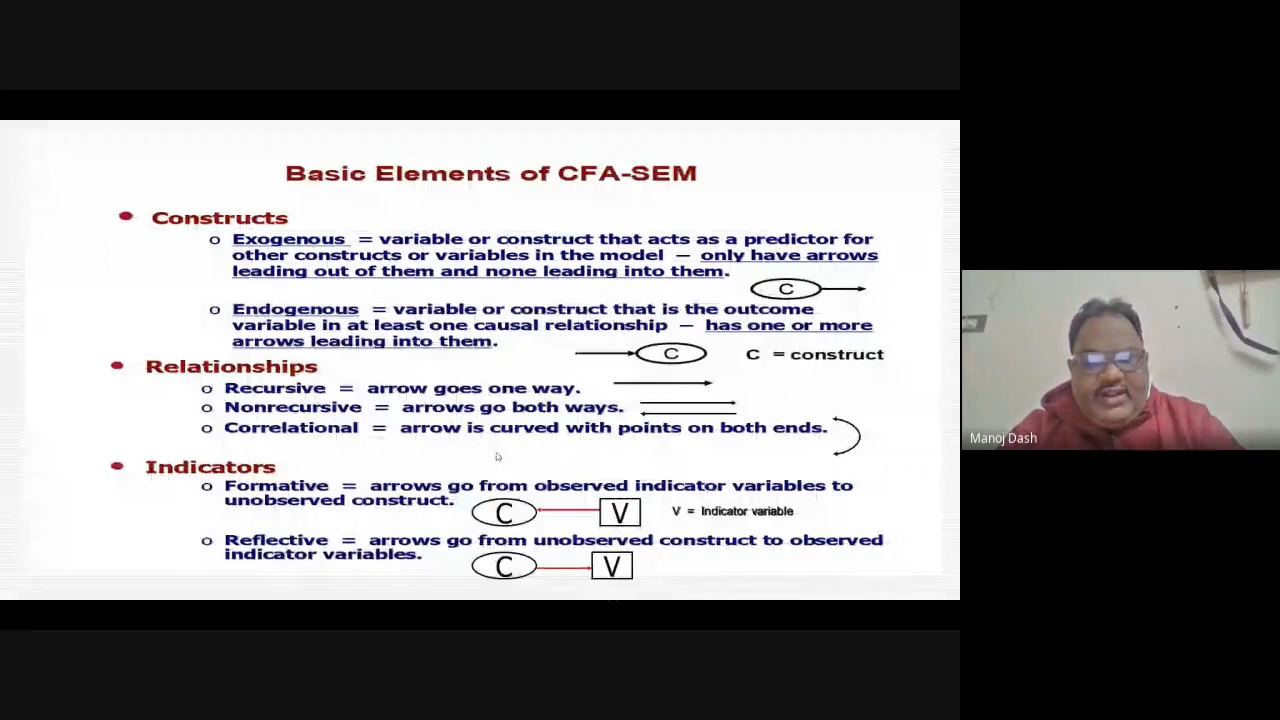 Basic Elements of CFA-SEM
Constructs
o Exogenous = variable or construct that acts as a predictor for
other constructs or variables in the model – only have arrows
leading out of them and none leading into them.
C
o Endogenous = variable or construct that is the outcome
variable in at least one causal relationship – has one or more
arrows leading into them.
C
C = construct
Relationships
o Recursive = arrow goes one way.
o Nonrecursive = arrows go both ways.
o Correlational = arrow is curved with points on both ends.
Indicators
o Formative = arrows go from observed indicator variables to
unobserved construct.
C V
V = Indicator variable
o Reflective = arrows go from unobserved construct to observed
indicator variables.
C V
Manoj Dash